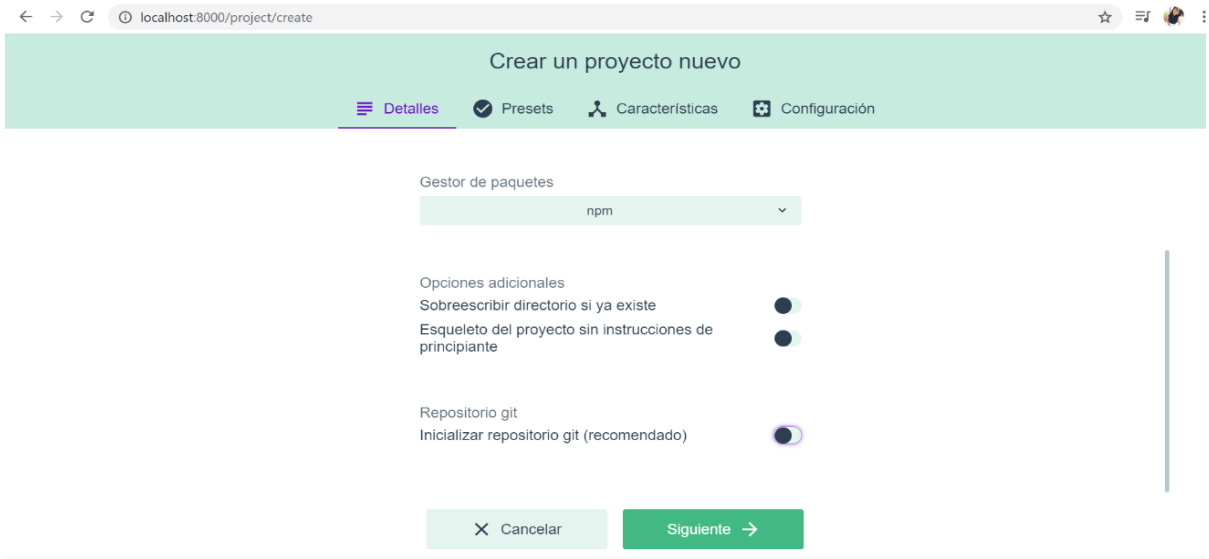 localhost:8000/project/create
Crear un proyecto nuevo
Detalles Presets Características Configuración
Gestor de paquetes
npm
Opciones adicionales
Sobreescribir directorio si ya existe
Esqueleto del proyecto sin instrucciones de
principiante
Repositorio git
Inicializar repositorio git (recomendado)
Cancelar Siguiente